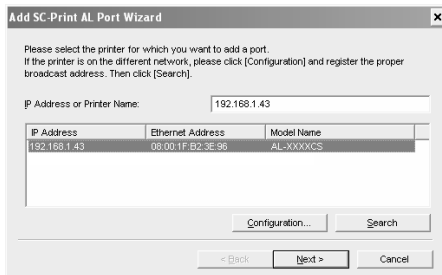 Add SC-Print AL Port Wizard
Please select the printer for which you want to add a port.
If the printer is on the different network, please click [Configuration] and register the proper
broadcast address. Then click [Search].
IP Address or Printer Name:
192.168.1.43
IP Address Ethernet Address Model Name
192.168.1.43 08:00:1F:B2:3E:96 AL-XXXXCS
Configuration... Search
< Back Next > Cancel